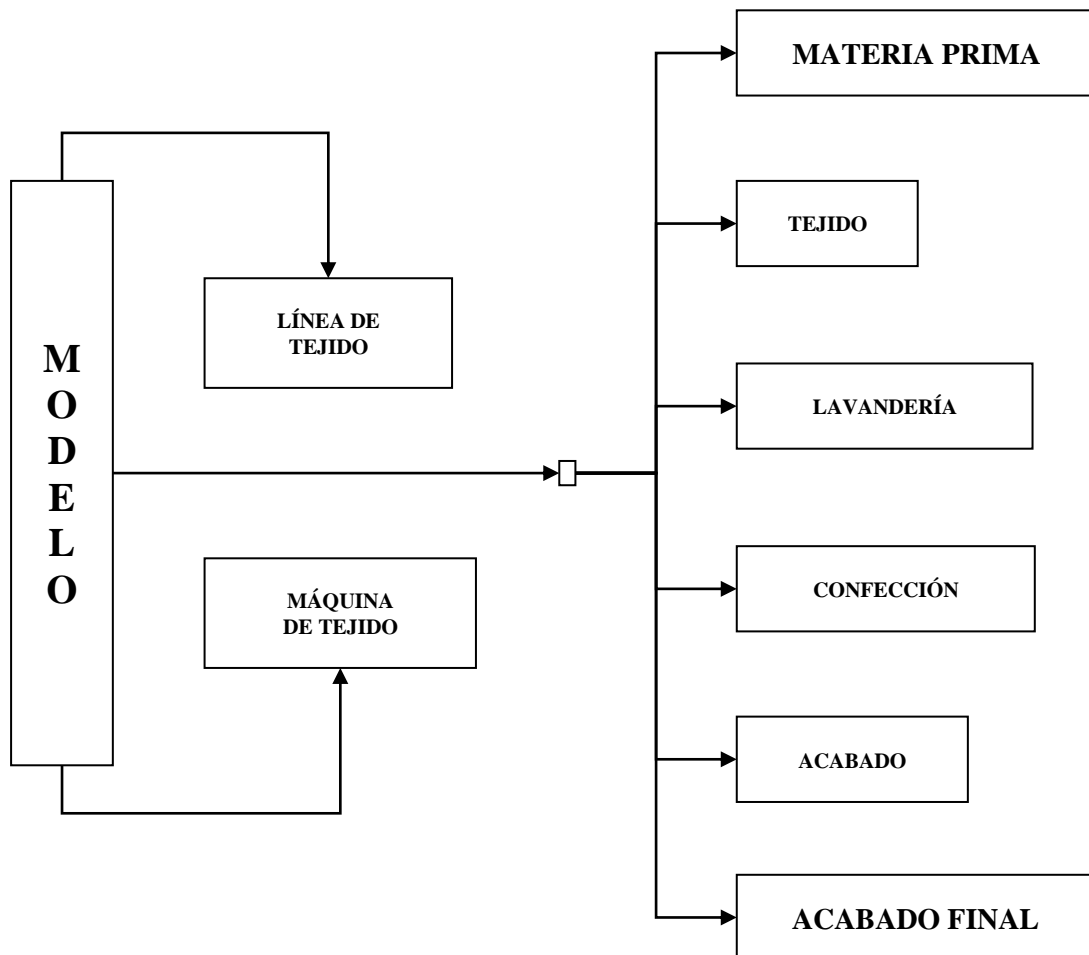 MATERIA PRIMA
TEJIDO
LÍNEA DE
TEJIDO
M
O
D
E
L
O
LAVANDERÍA
MÁQUINA
DE TEJIDO
CONFECCIÓN
ACABADO
ACABADO FINAL